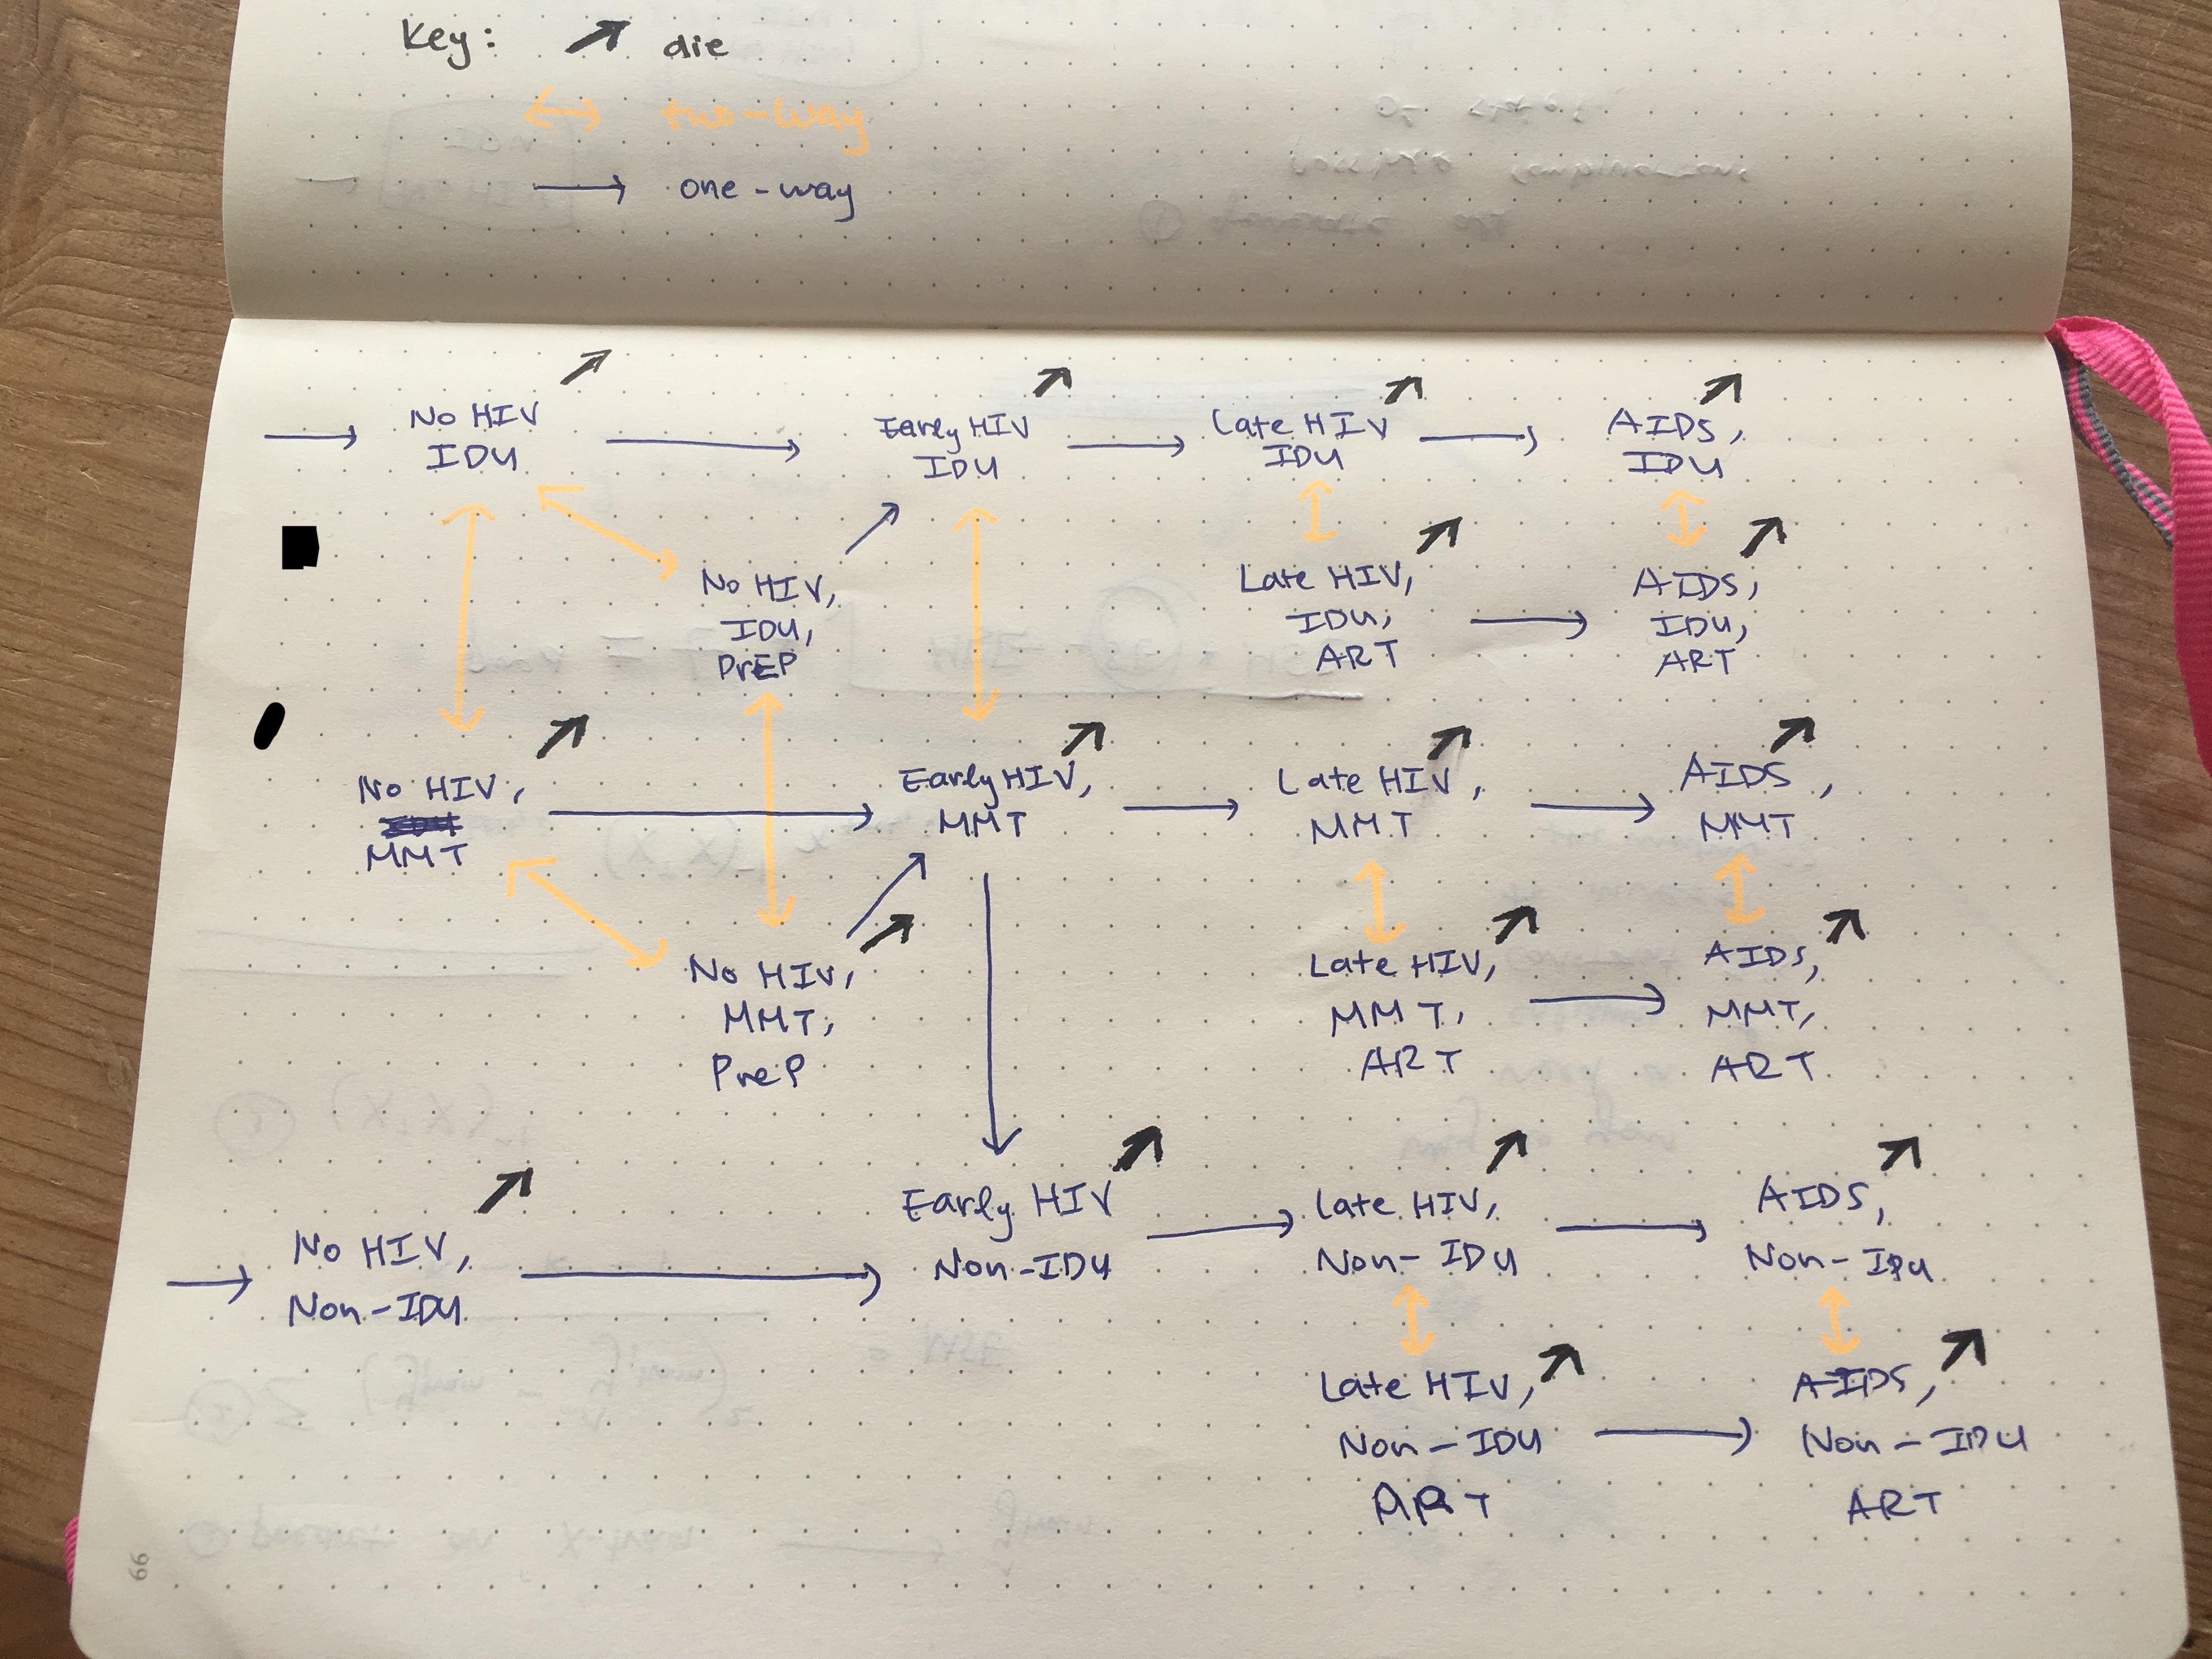 Key: die
two-way
one-way
No HIV
IDU
Early HIV
IDU
Late HIV
IDU
AIDS,
IDU
No HIV,
IDU,
PrEP
Late HIV,
IDU,
ART
AIDS,
IDU,
ART
No HIV,
MMT
Early HIV,
MMT
Late HIV,
MMT
AIDS,
MMT
No HIV,
MMT,
PreP
Late HIV,
MMT,
ART
AIDS,
MMT,
ART
No HIV,
Non-IDU
Early HIV
Non-IDU
Late HIV,
Non-IDU
AIDS,
Non-IDU
Late HIV,
Non-IDU
ART
AIDS,
Non-IDU
ART
66